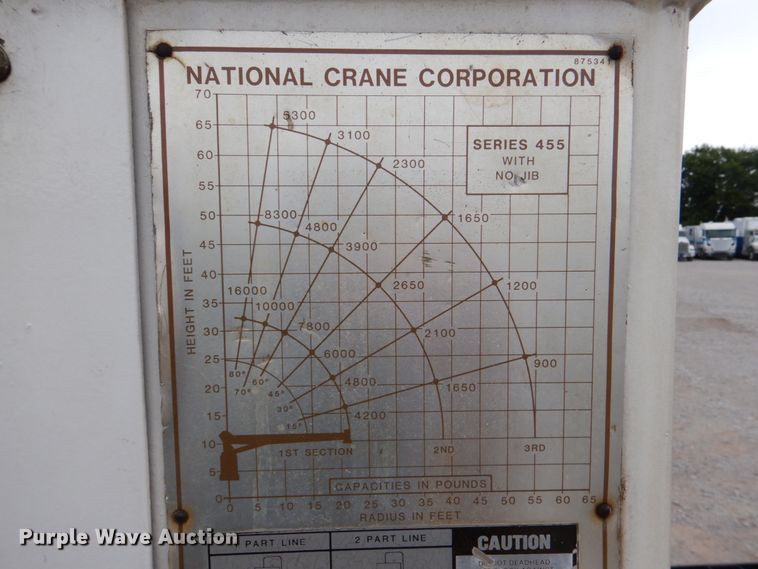 87534
NATIONAL CRANE CORPORATION
SERIES 455
WITH
NO JIB
HEIGHT IN FEET
70
65
60
55
50
45
40
35
30
25
20
15
10
5
0
5300
3100
2300
1650
1200
900
8300
4800
3900
2650
2100
1650
16000
10000
7800
6000
4800
4200
80°
70°
60°
45°
30°
15°
1ST SECTION
2ND
3RD
CAPACITIES IN POUNDS
0 5 10 15 20 25 30 35 40 45 50 55 60 65
RADIUS IN FEET
1 PART LINE
2 PART LINE
CAUTION
DO NOT DEADHEAD
Purple Wave Auction